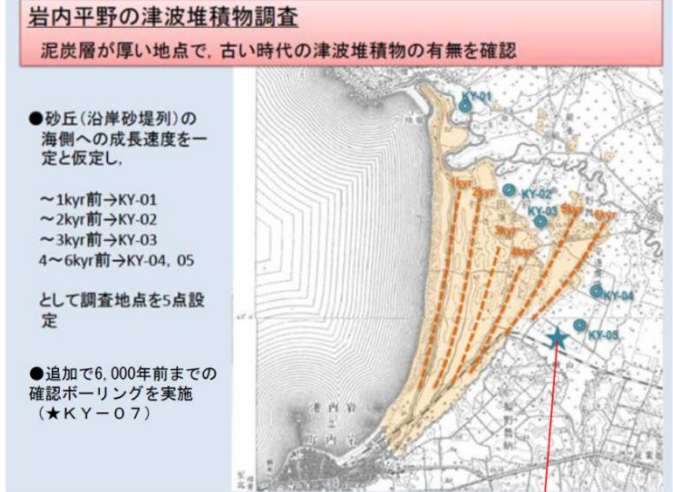 岩内平野の津波堆積物調査
泥炭層が厚い地点で,古い時代の津波堆積物の有無を確認
●砂丘(沿岸砂堤列)の
海側への成長速度を一
定と仮定し,
～1kyr前→KY-01
～2kyr前→KY-02
～3kyr前→KY-03
4～6kyr前→KY-04, 05
として調査地点を5点設
定
●追加で6,000年前までの
確認ボーリングを実施
(★KY-07)
KY-01
1kyr
2kyr
KY-02
KY-03
3kyr
4kyr
5kyr
6kyr
KY-04
KY-05